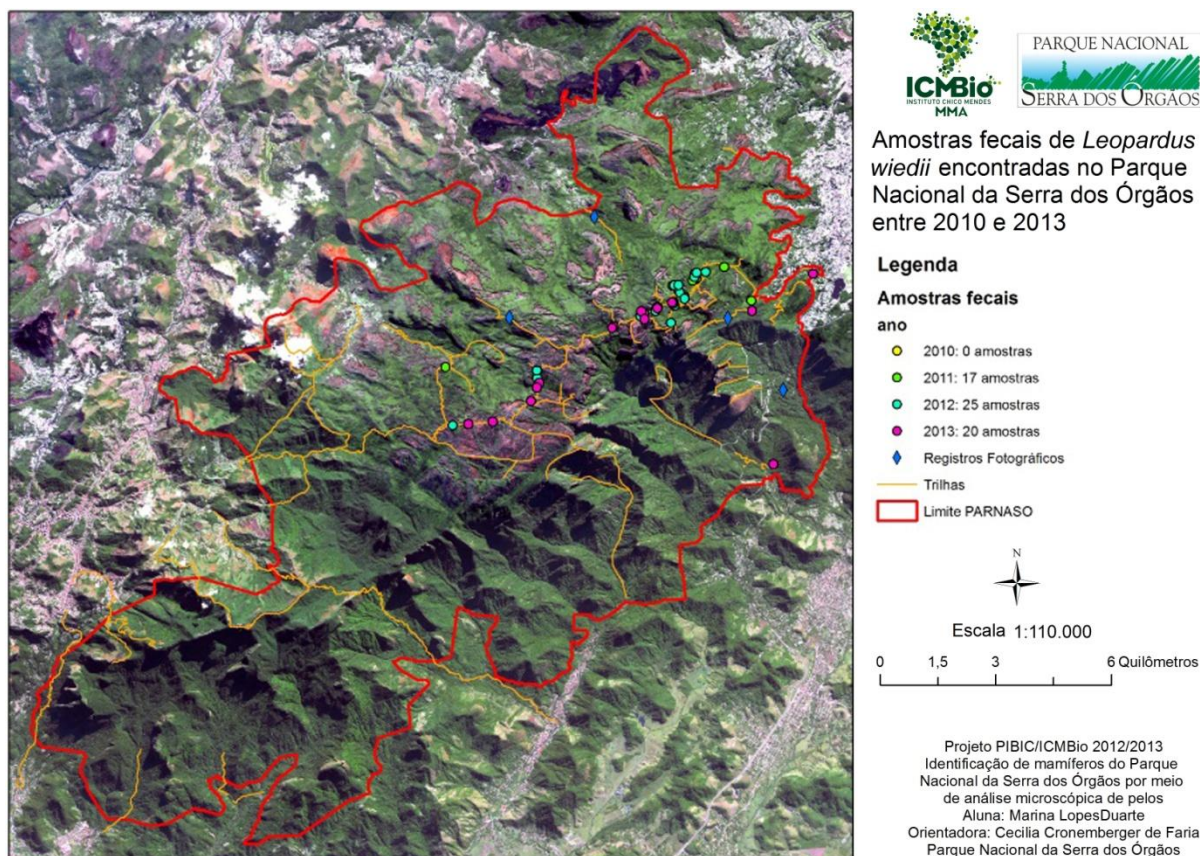 ICMBio
INSTITUTO CHICO MENDES
MMA
PARQUE NACIONAL
SERRA DOS ÓRGÃOS
Amostras fecais de Leopardus
wiedii encontradas no Parque
Nacional da Serra dos Órgãos
entre 2010 e 2013
Legenda
Amostras fecais
ano
2010: 0 amostras
2011: 17 amostras
2012: 25 amostras
2013: 20 amostras
Registros Fotográficos
Trilhas
Limite PARNASO
N
Escala 1:110.000
0 1,5 3 6 Quilômetros
Projeto PIBIC/ICMBio 2012/2013
Identificação de mamíferos do Parque
Nacional da Serra dos Órgãos por meio
de análise microscópica de pelos
Aluna: Marina LopesDuarte
Orientadora: Cecilia Cronemberger de Faria
Parque Nacional da Serra dos Órgãos